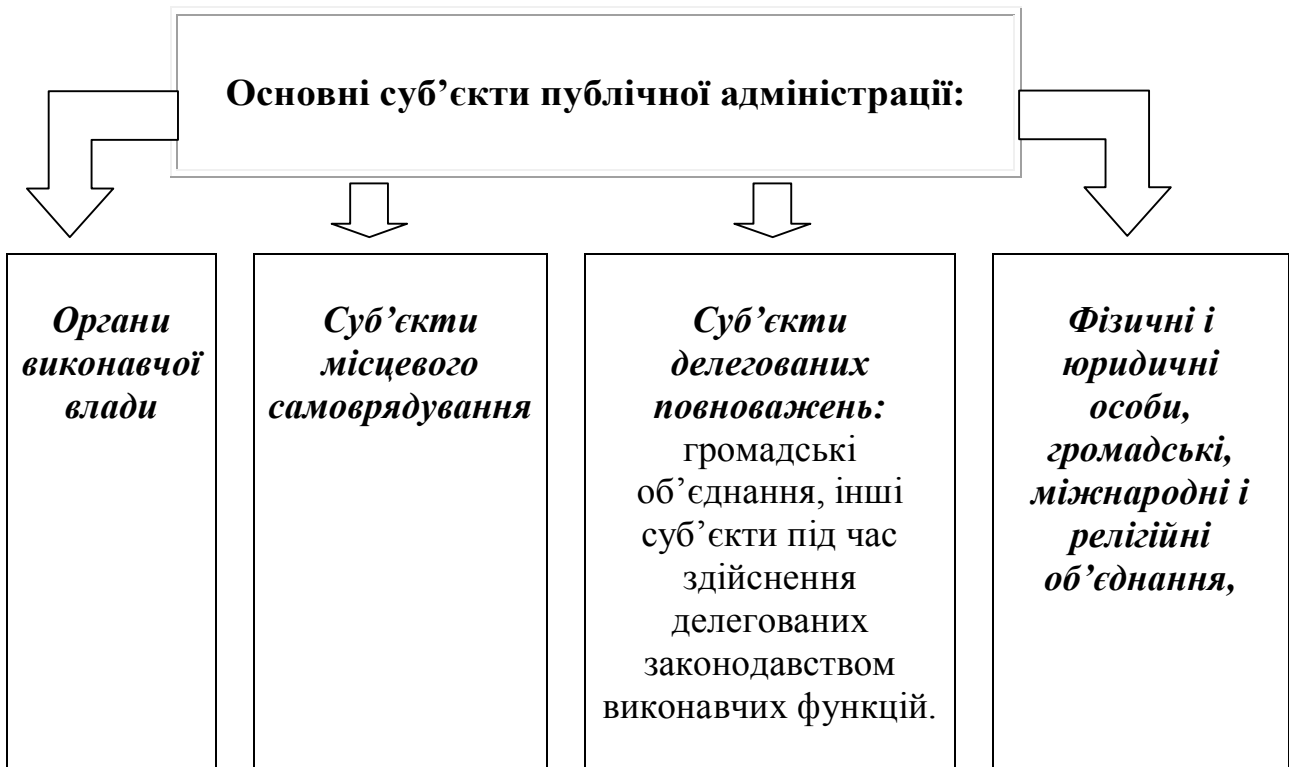 Основні суб’єкти публічної адміністрації:
Органи
виконавчої
влади
Суб’єкти
місцевого
самоврядування
Суб’єкти
делегованих
повноважень:
громадські
об’єднання, інші
суб’єкти під час
здійснення
делегованих
законодавством
виконавчих функцій.
Фізичні і
юридичні
особи,
громадські,
міжнародні і
релігійні
об’єднання,